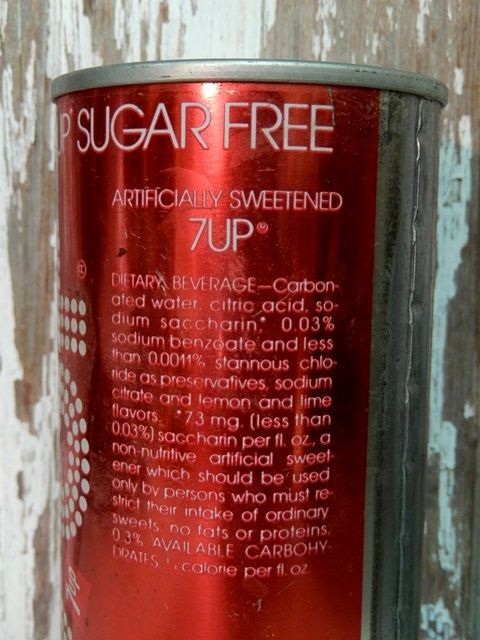 UP SUGAR FREE
ARTIFICIALLY SWEETENED
7UP®
®
DIETARY BEVERAGE—Carbon-
ated water, citric acid, so-
dium saccharin,* 0.03%
sodium benzoate and less
than 0.0011% stannous chlo-
ride as preservatives, sodium
citrate and lemon and lime
flavors. *7.3 mg. (less than
0.03%) saccharin per fl. oz., a
non-nutritive artificial sweet-
ener which should be used
only by persons who must re-
strict their intake of ordinary
sweets. no fats or proteins.
0.3% AVAILABLE CARBOHY-
DRATES. calorie per fl. oz.